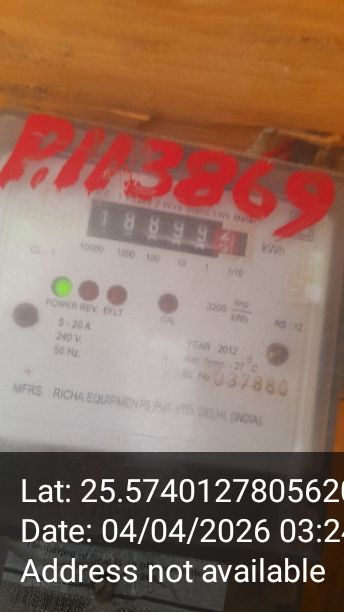 P.113869
A.C. 1 Phase 2 Wire Static kWh Meter
18899
kWh
10000 1000 100 10 1 1/10
CL.-1
POWER REV. EFLT
CAL
3200 imp/kWh
RS : 12
5 - 20 A
240 V.
50 Hz.
YEAR : 2012
Ref. Temp. - 27 °C
SL. No. 037880
MFRS. : RICHA EQUIPMENTS PVT. LTD, DELHI, (INDIA)
Lat: 25.574012780562
Date: 04/04/2026 03:24
Address not available